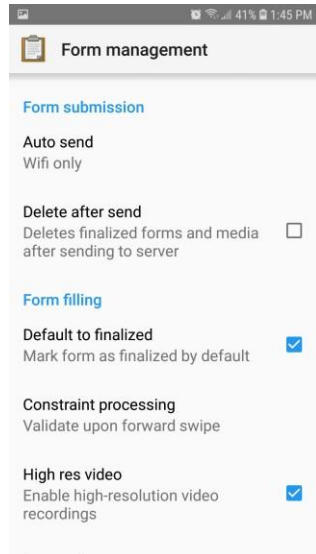 41% 1:45 PM
Form management
Form submission
Auto send
Wifi only
Delete after send
Deletes finalized forms and media
after sending to server
Form filling
Default to finalized
Mark form as finalized by default
Constraint processing
Validate upon forward swipe
High res video
Enable high-resolution video
recordings